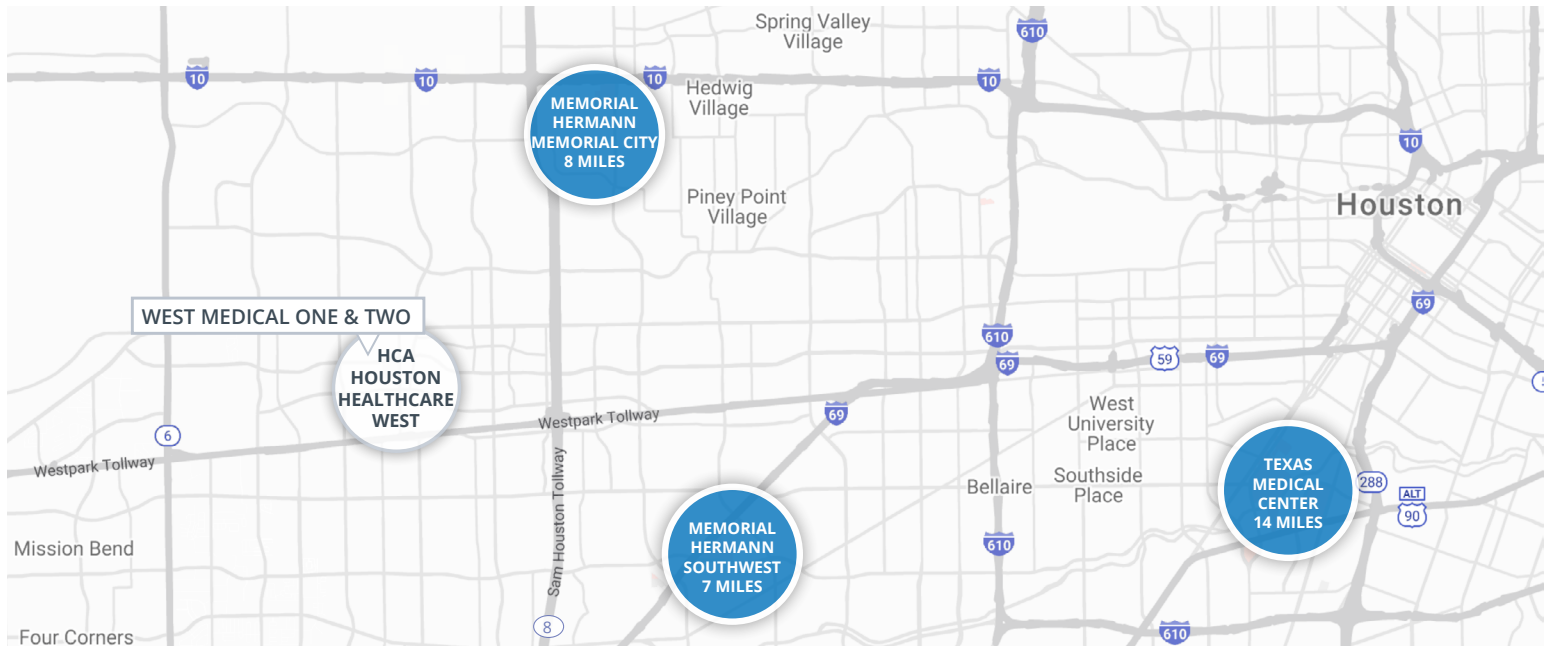 Spring Valley
Village
610
10
10
10
10
Hedwig
Village
MEMORIAL
HERMANN
MEMORIAL CITY
8 MILES
10
Piney Point
Village
Houston
69
WEST MEDICAL ONE & TWO
HCA
HOUSTON
HEALTHCARE
WEST
610
69
59
69
Westpark Tollway
69
West
University
Place
6
Westpark Tollway
Sam Houston Tollway
Bellaire
Southside
Place
TEXAS
MEDICAL
CENTER
14 MILES
288
ALT
90
MEMORIAL
HERMANN
SOUTHWEST
7 MILES
610
Mission Bend
8
610
Four Corners